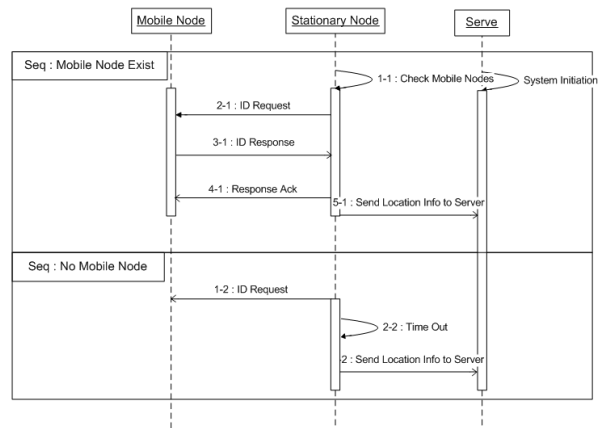 Mobile Node
Stationary Node
Serve
Seq : Mobile Node Exist
1-1 : Check Mobile Nodes
System Initiation
2-1 : ID Request
3-1 : ID Response
4-1 : Response Ack
5-1 : Send Location Info to Server
Seq : No Mobile Node
1-2 : ID Request
2-2 : Time Out
-2 : Send Location Info to Server